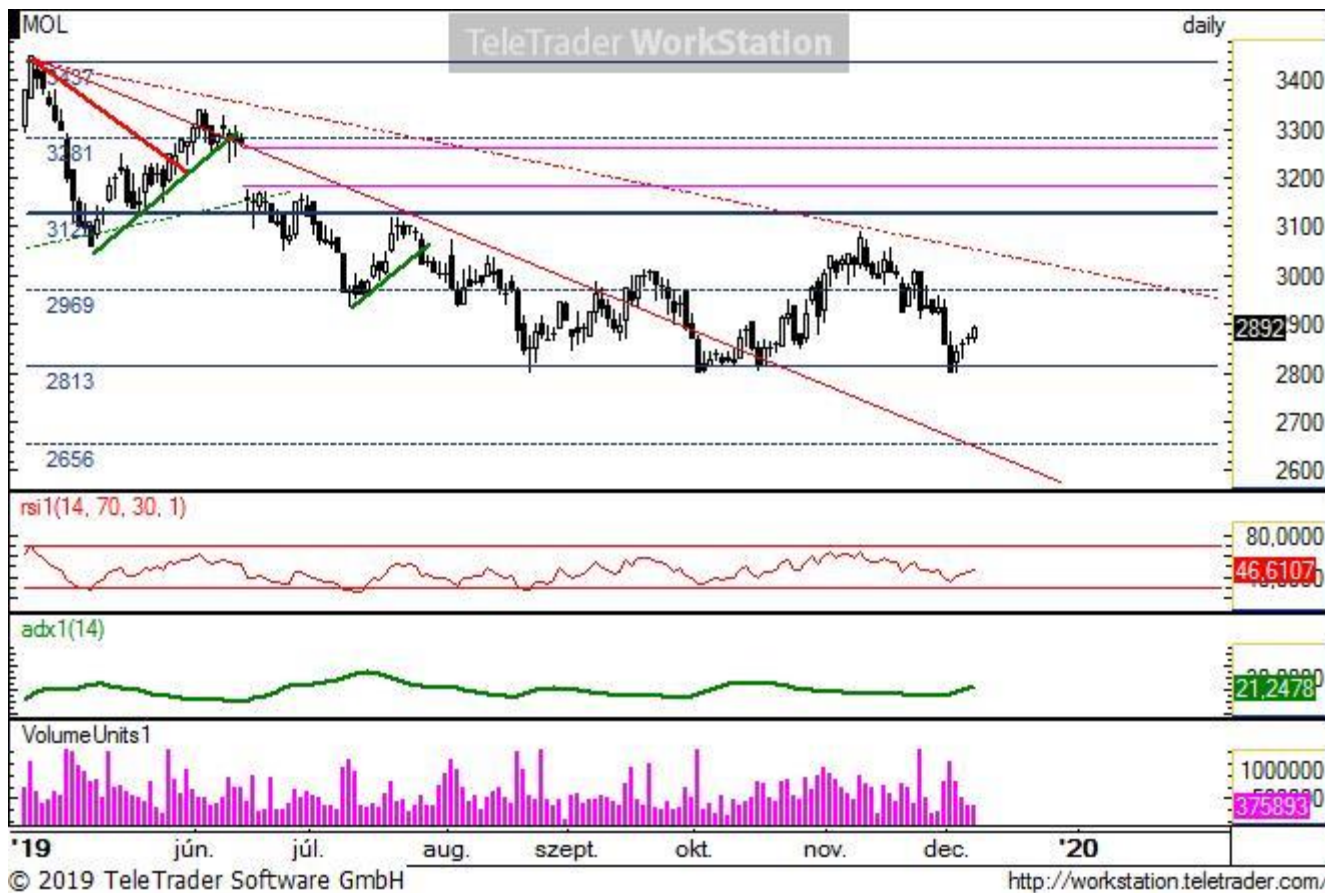 MOL
TeleTrader WorkStation
daily
3437
3400
3300
3281
3200
3100
3000
2969
2892
2900
2813
2800
2700
2656
2600
rsi1(14, 70, 30, 1)
80,0000
46,6107
adx1(14)
21,2478
VolumeUnits1
1000000
375893
'19
jún.
júl.
aug.
szept.
okt.
nov.
dec.
'20
© 2019 TeleTrader Software GmbH
http://workstation.teletrader.com/